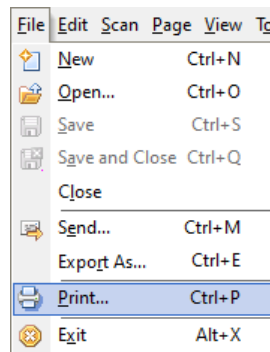 File Edit Scan Page View
New Ctrl+N
Open... Ctrl+O
Save Ctrl+S
Save and Close Ctrl+Q
Close
Send... Ctrl+M
Export As... Ctrl+E
Print... Ctrl+P
Exit Alt+X